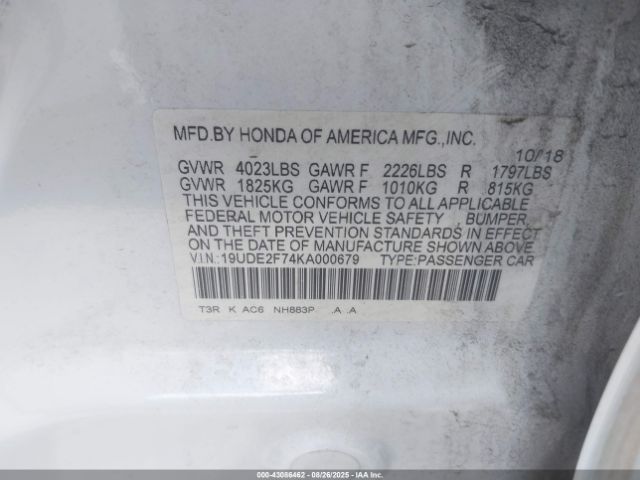 MFD.BY HONDA OF AMERICA MFG.,INC.
10/18
GVWR 4023LBS GAWR F 2226LBS R 1797LBS
GVWR 1825KG GAWR F 1010KG R 815KG
THIS VEHICLE CONFORMS TO ALL APPLICABLE
FEDERAL MOTOR VEHICLE SAFETY, BUMPER,
AND THEFT PREVENTION STANDARDS IN EFFECT
ON THE DATE OF MANUFACTURE SHOWN ABOVE.
V.I.N.:19UDE2F74KA000679 TYPE:PASSENGER CAR
T3R K AC6 NH883P .A .A
000-43086462 - 08/26/2025 - IAA Inc.